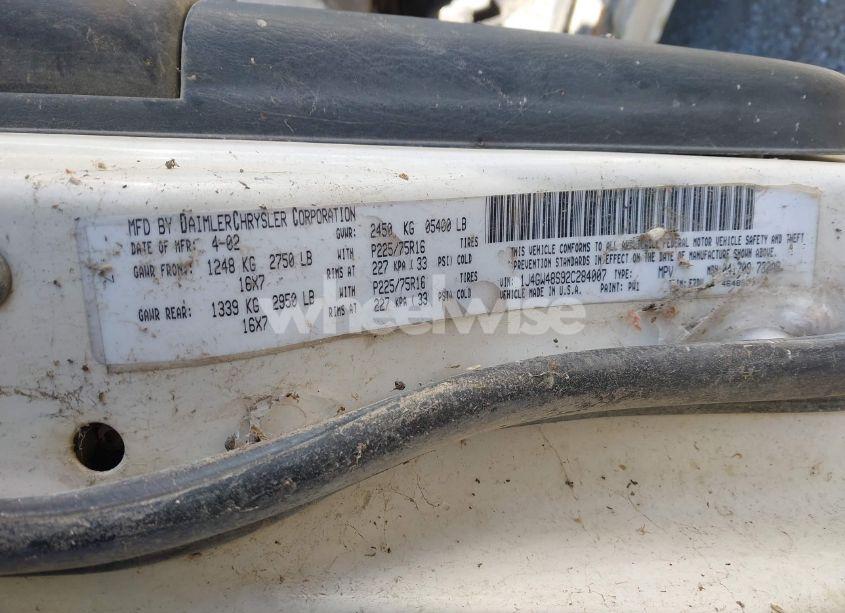 MFD BY DAIMLERCHRYSLER CORPORATION
DATE OF MFR: 4-02 GVWR: 2450 KG 05400 LB
GAWR FRONT: 1248 KG 2750 LB WITH P225/75R16 TIRES
16X7 RIMS AT 227 KPA / 33 PSI COLD
GAWR REAR: 1339 KG 2950 LB WITH P225/75R16 TIRES
16X7 RIMS AT 227 KPA / 33 PSI COLD
THIS VEHICLE CONFORMS TO ALL FEDERAL MOTOR VEHICLE SAFETY AND THEFT
PREVENTION STANDARDS IN EFFECT ON THE DATE OF MANUFACTURE SHOWN ABOVE.
VIN: 1J4GW48S92C284007 TYPE: MPV
VEHICLE MADE IN U.S.A. PAINT: PW1
wheelwise